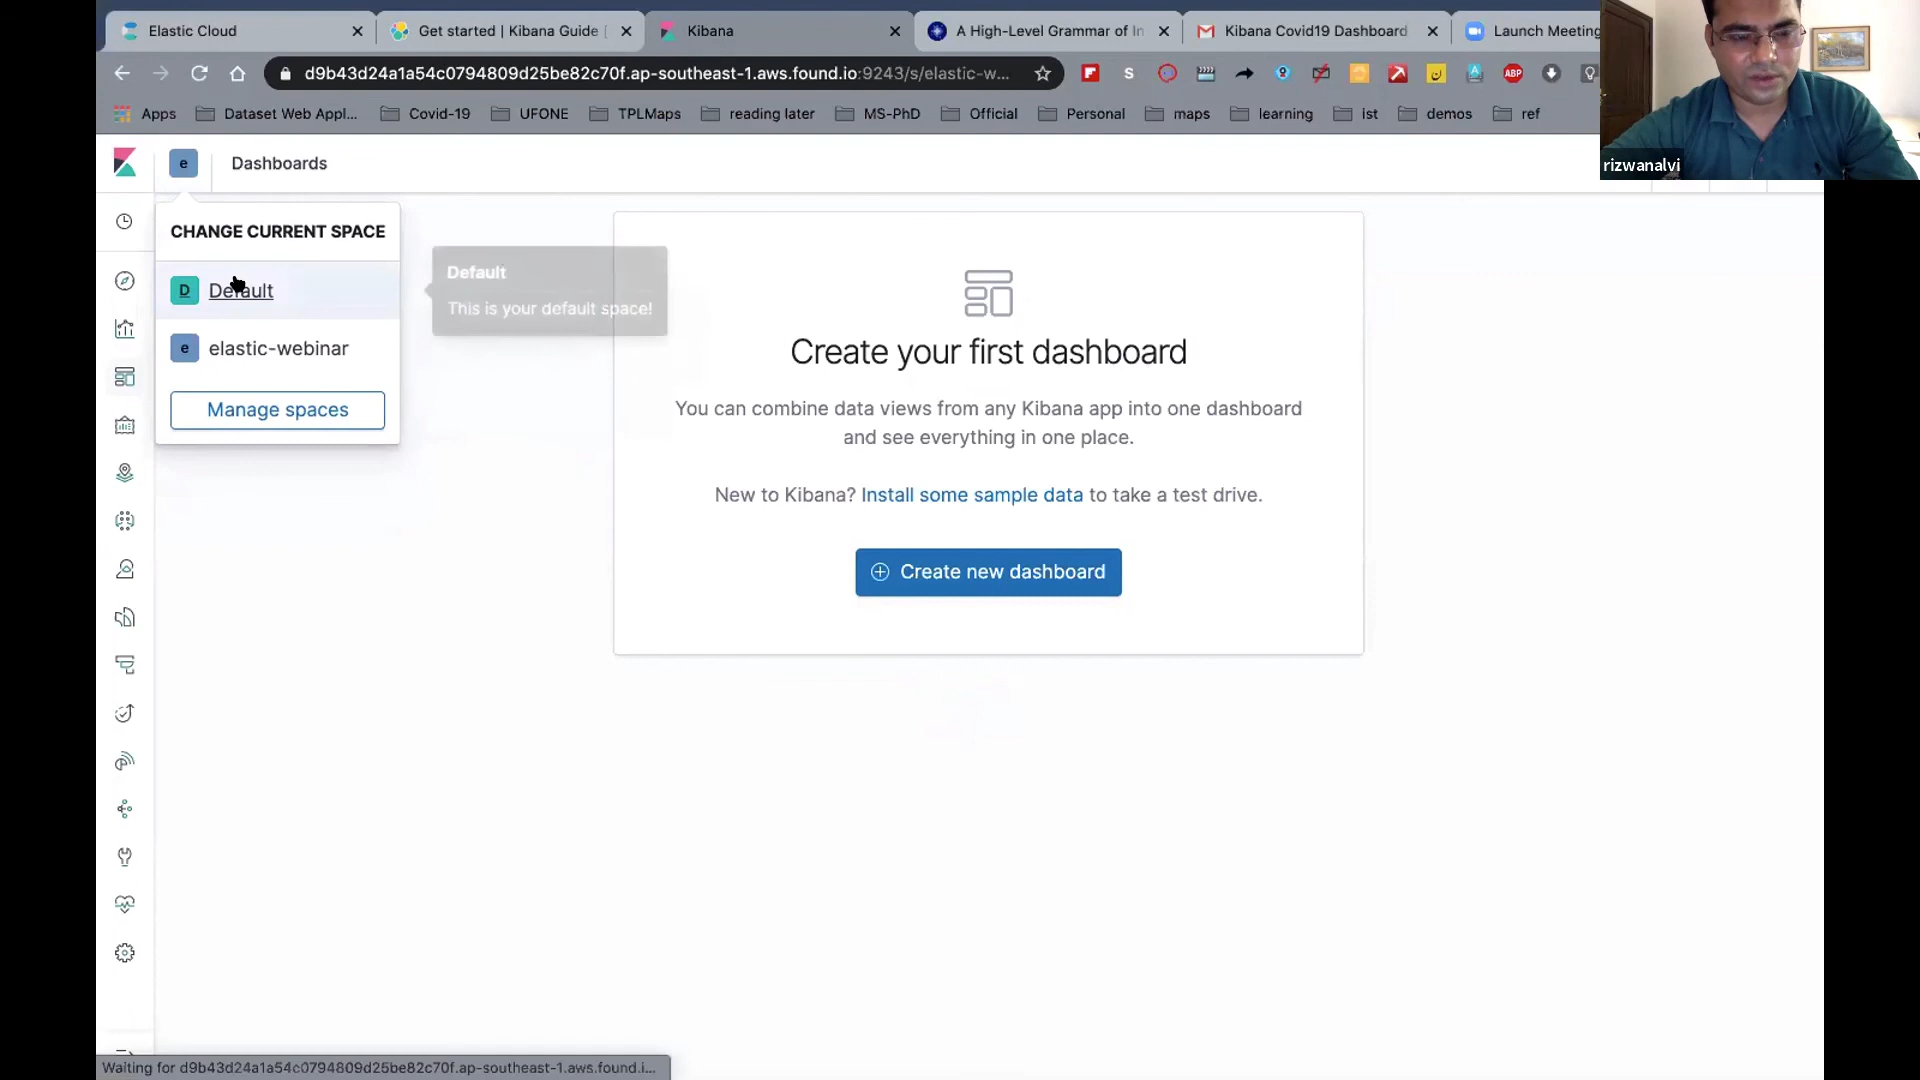 Elastic Cloud
Get started | Kibana Guide [
Kibana
A High-Level Grammar of In
Kibana Covid19 Dashboard
Launch Meeting
d9b43d24a1a54c0794809d25be82c70f.ap-southeast-1.aws.found.io:9243/s/elastic-w...
S
ABP
Apps
Dataset Web Appl...
Covid-19
UFONE
TPLMaps
reading later
MS-PhD
Official
Personal
maps
learning
ist
demos
ref
rizwanalvi
e
Dashboards
CHANGE CURRENT SPACE
D Default
e elastic-webinar
Manage spaces
Default
This is your default space!
Create your first dashboard
You can combine data views from any Kibana app into one dashboard
and see everything in one place.
New to Kibana? Install some sample data to take a test drive.
Create new dashboard
Waiting for d9b43d24a1a54c0794809d25be82c70f.ap-southeast-1.aws.found.i...